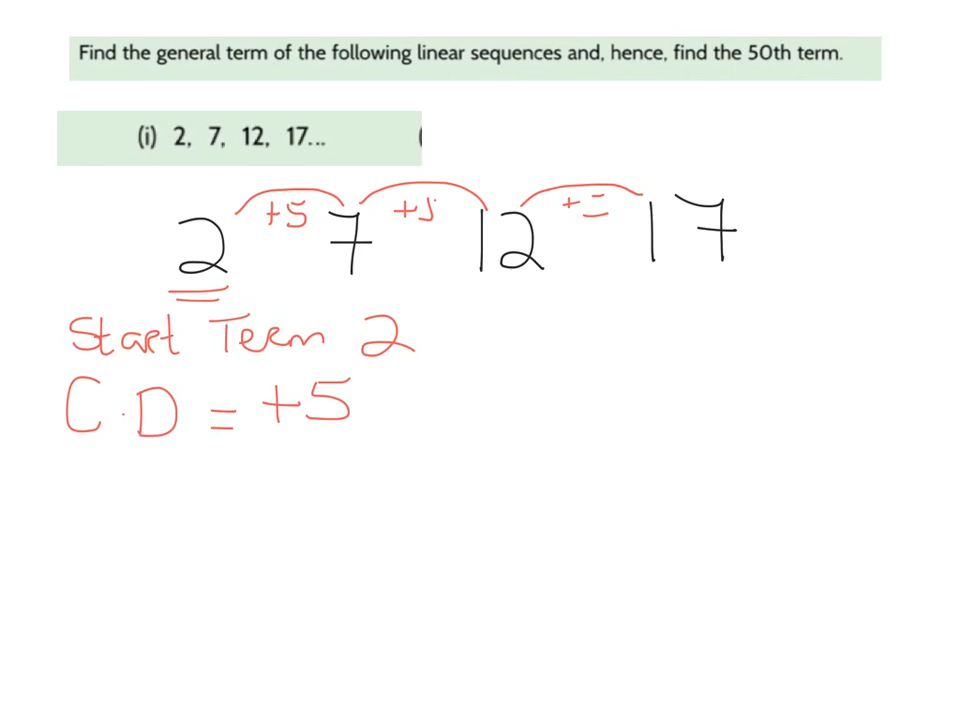 Find the general term of the following linear sequences and, hence, find the 50th term.
(i) 2, 7, 12, 17...
+5 +5 +
2 7 12 17
Start Term 2
C.D = +5